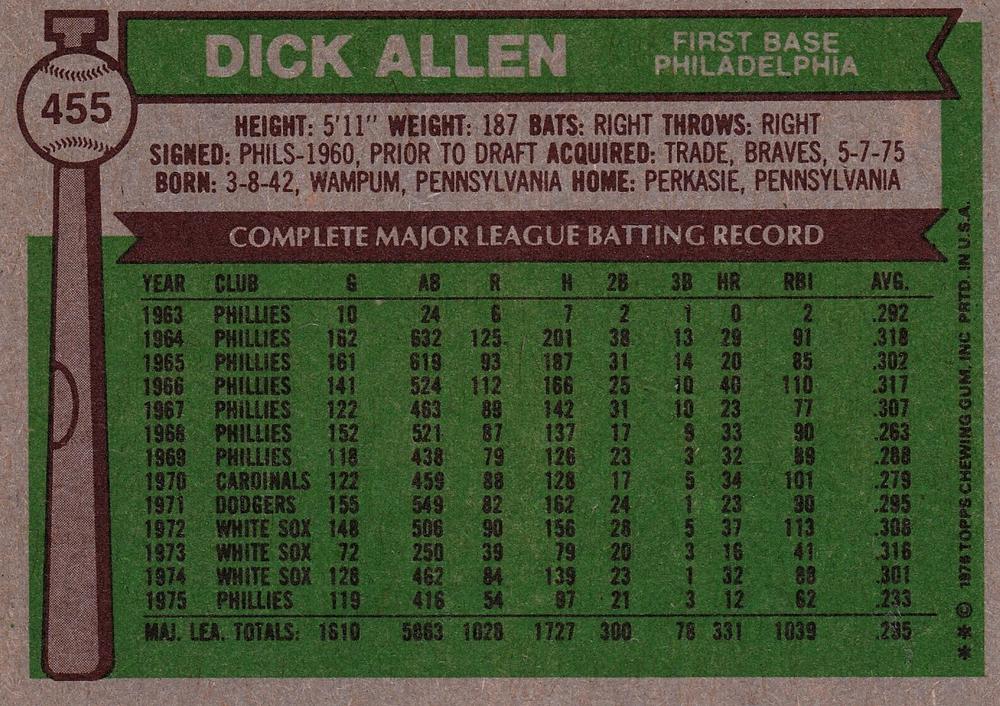 455
DICK ALLEN
FIRST BASE
PHILADELPHIA
HEIGHT: 5'11" WEIGHT: 187 BATS: RIGHT THROWS: RIGHT
SIGNED: PHILS-1960, PRIOR TO DRAFT ACQUIRED: TRADE, BRAVES, 5-7-75
BORN: 3-8-42, WAMPUM, PENNSYLVANIA HOME: PERKASIE, PENNSYLVANIA
COMPLETE MAJOR LEAGUE BATTING RECORD
YEAR CLUB G AB R H 2B 3B HR RBI AVG.
1963 PHILLIES 10 24 6 7 2 1 0 2 .292
1964 PHILLIES 162 632 125 201 38 13 29 91 .318
1965 PHILLIES 161 619 93 187 31 14 20 85 .302
1966 PHILLIES 141 524 112 166 25 10 40 110 .317
1967 PHILLIES 122 463 89 142 31 10 23 77 .307
1968 PHILLIES 152 521 87 137 17 9 33 90 .263
1969 PHILLIES 118 438 79 126 23 3 32 89 .288
1970 CARDINALS 122 459 88 128 17 5 34 101 .279
1971 DODGERS 155 549 82 162 24 1 23 90 .295
1972 WHITE SOX 148 506 90 156 28 5 37 113 .308
1973 WHITE SOX 72 250 39 79 20 3 16 41 .316
1974 WHITE SOX 128 462 84 139 23 1 32 88 .301
1975 PHILLIES 119 416 54 97 21 3 12 62 .233
MAJ. LEA. TOTALS: 1610 5863 1028 1727 300 78 331 1039 .295
* * © 1976 TOPPS CHEWING GUM, INC PRTD. IN U.S.A.